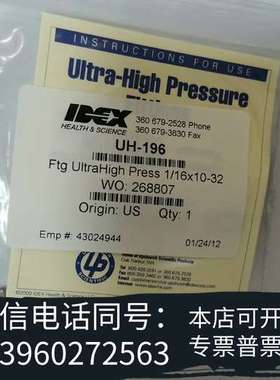 INSTRUCTIONS FOR USE
Ultra-High Pressure
IDEX
HEALTH & SCIENCE
360 679-2528 Phone
360 679-3830 Fax
UH-196
Ftg UltraHigh Press 1/16x10-32
WO: 268807
Origin: US Qty: 1
Emp #: 43024944
01/24/12
信电话同号：
3960272563
本店可开
专票普票